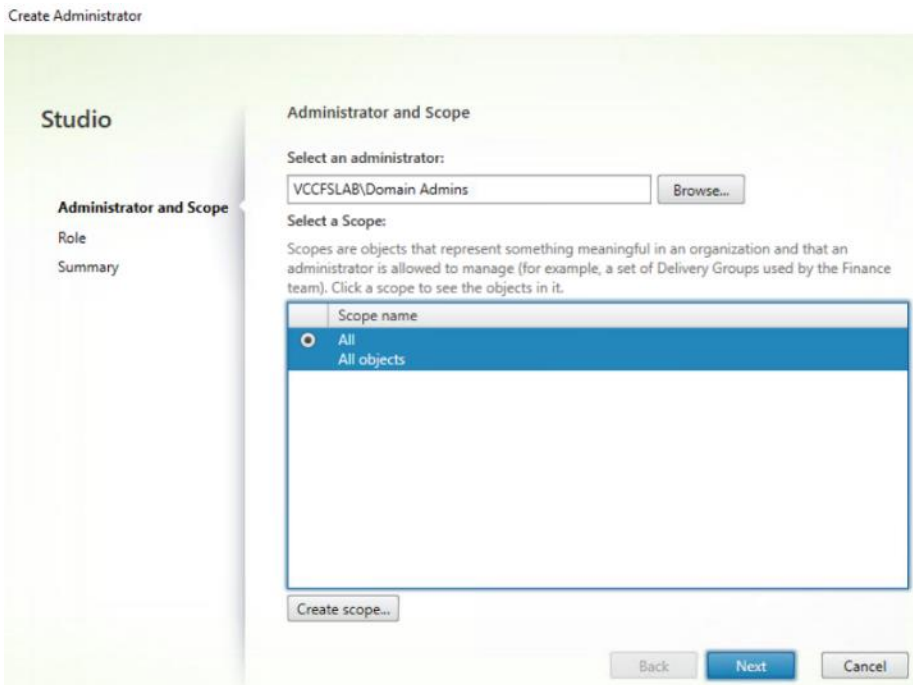 Create Administrator
Studio
Administrator and Scope
Role
Summary
Administrator and Scope
Select an administrator:
VCCFSLAB\Domain Admins
Browse...
Select a Scope:
Scopes are objects that represent something meaningful in an organization and that an
administrator is allowed to manage (for example, a set of Delivery Groups used by the Finance
team). Click a scope to see the objects in it.
Scope name
All
All objects
Create scope...
Back
Next
Cancel